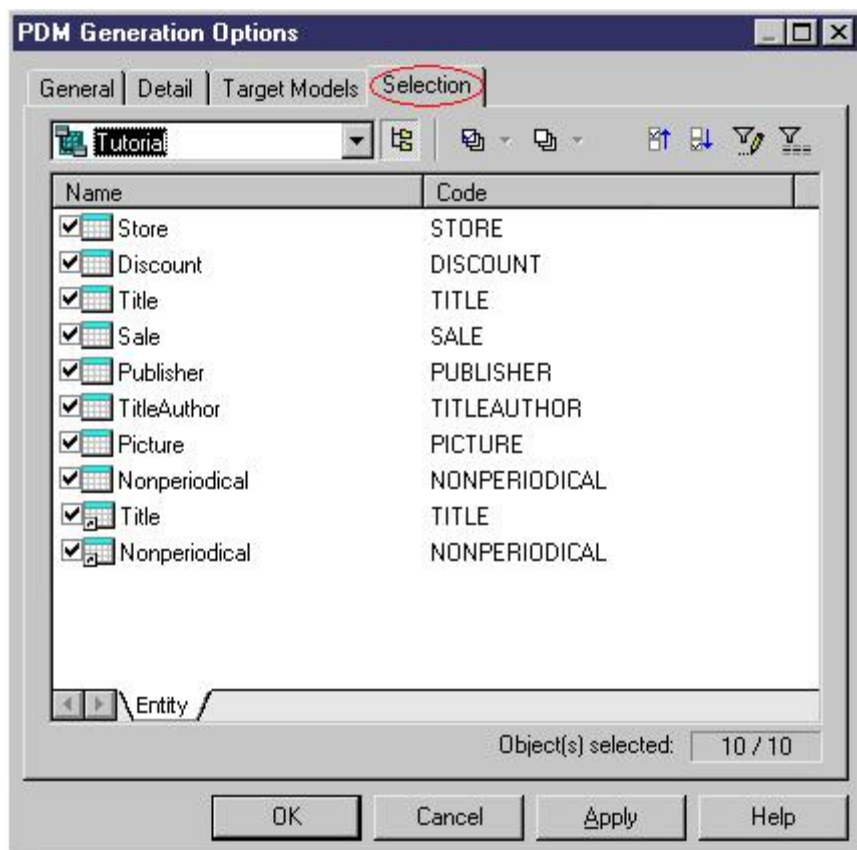 PDM Generation Options
General Detail Target Models Selection
Tutorial
Name Code
Store STORE
Discount DISCOUNT
Title TITLE
Sale SALE
Publisher PUBLISHER
TitleAuthor TITLEAUTHOR
Picture PICTURE
Nonperiodical NONPERIODICAL
Title TITLE
Nonperiodical NONPERIODICAL
Entity
Object(s) selected: 10 / 10
OK Cancel Apply Help